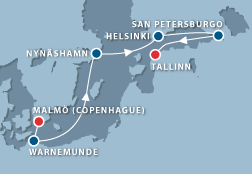 SAN PETERSBURGO
HELSINKI
NYNÄSHAMN
TALLINN
MALMÖ (COPENHAGUE)
WARNEMUNDE